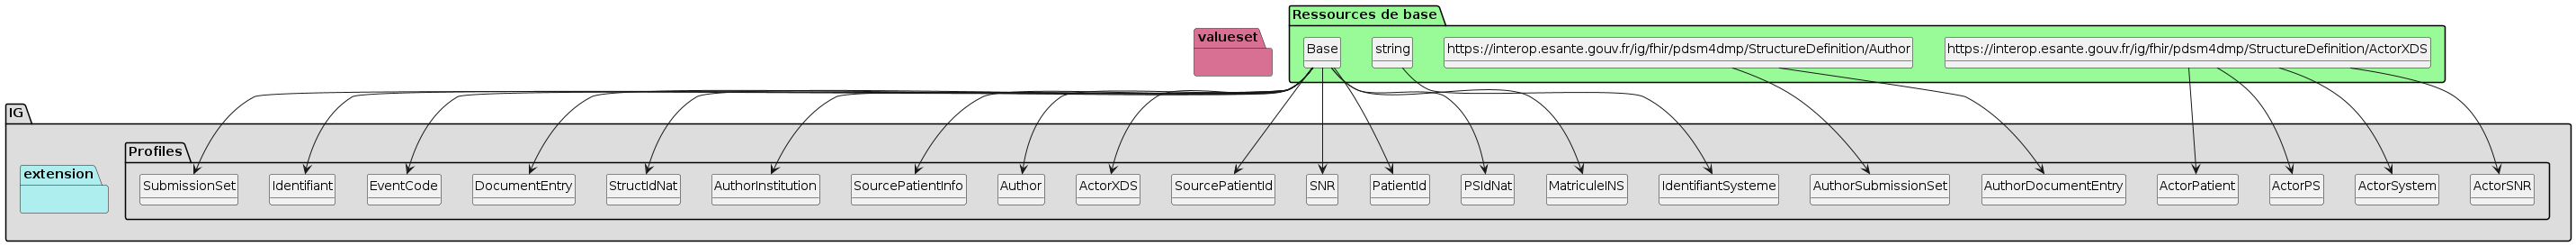 Ressources de base
valueset
Base
string
https://interop.esante.gouv.fr/ig/fhir/pdsm4dmp/StructureDefinition/Author
https://interop.esante.gouv.fr/ig/fhir/pdsm4dmp/StructureDefinition/ActorXDS
IG
Profiles
extension
SubmissionSet
Identifiant
EventCode
DocumentEntry
StructIdNat
AuthorInstitution
SourcePatientInfo
Author
ActorXDS
SourcePatientId
SNR
PatientId
PSIdNat
MatriculeINS
IdentifiantSysteme
AuthorSubmissionSet
AuthorDocumentEntry
ActorPatient
ActorPS
ActorSystem
ActorSNR